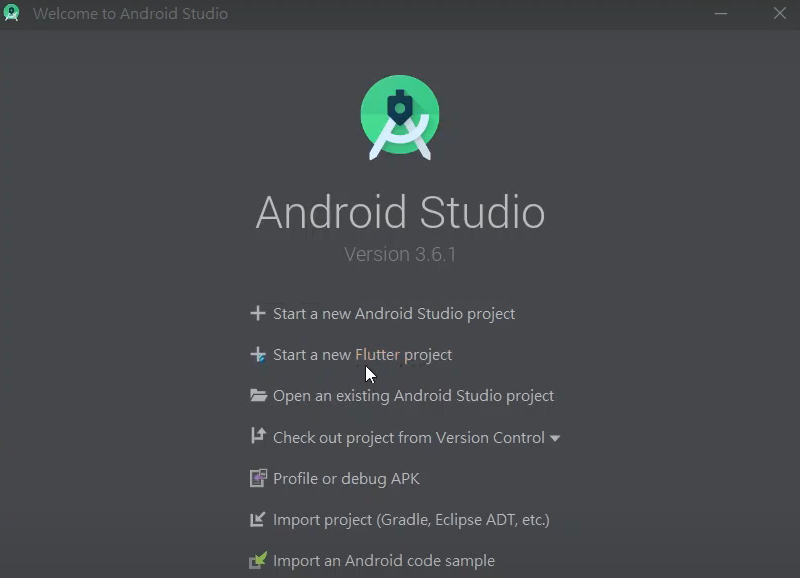 Welcome to Android Studio
Android Studio
Version 3.6.1
Start a new Android Studio project
Start a new Flutter project
Open an existing Android Studio project
Check out project from Version Control
Profile or debug APK
Import project (Gradle, Eclipse ADT, etc.)
Import an Android code sample